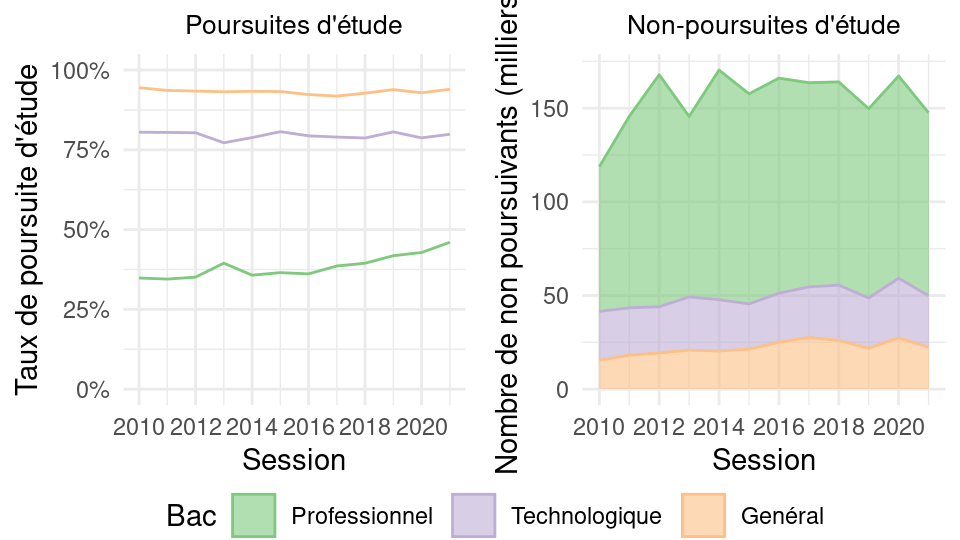 Poursuites d'étude
Taux de poursuite d'étude
100%
75%
50%
25%
0%
2010 2012 2014 2016 2018 2020
Session
Non-poursuites d'étude
Nombre de non poursuivants (milliers
150
100
50
0
2010 2012 2014 2016 2018 2020
Session
Bac Professionnel Technologique Genéral